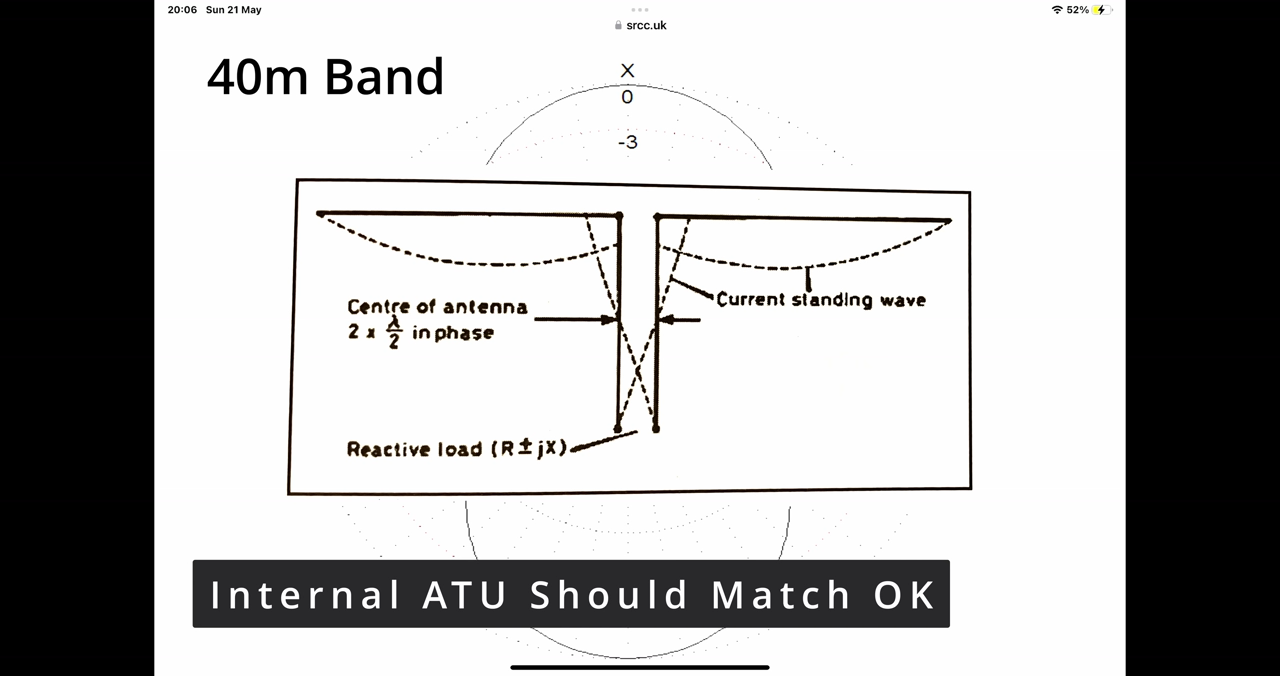 20:06 Sun 21 May
52%
srcc.uk
40m Band
X
0
-3
Centre of antenna
2 x λ/2 in phase
Current standing wave
Reactive load (R ± jX)
Internal ATU Should Match OK